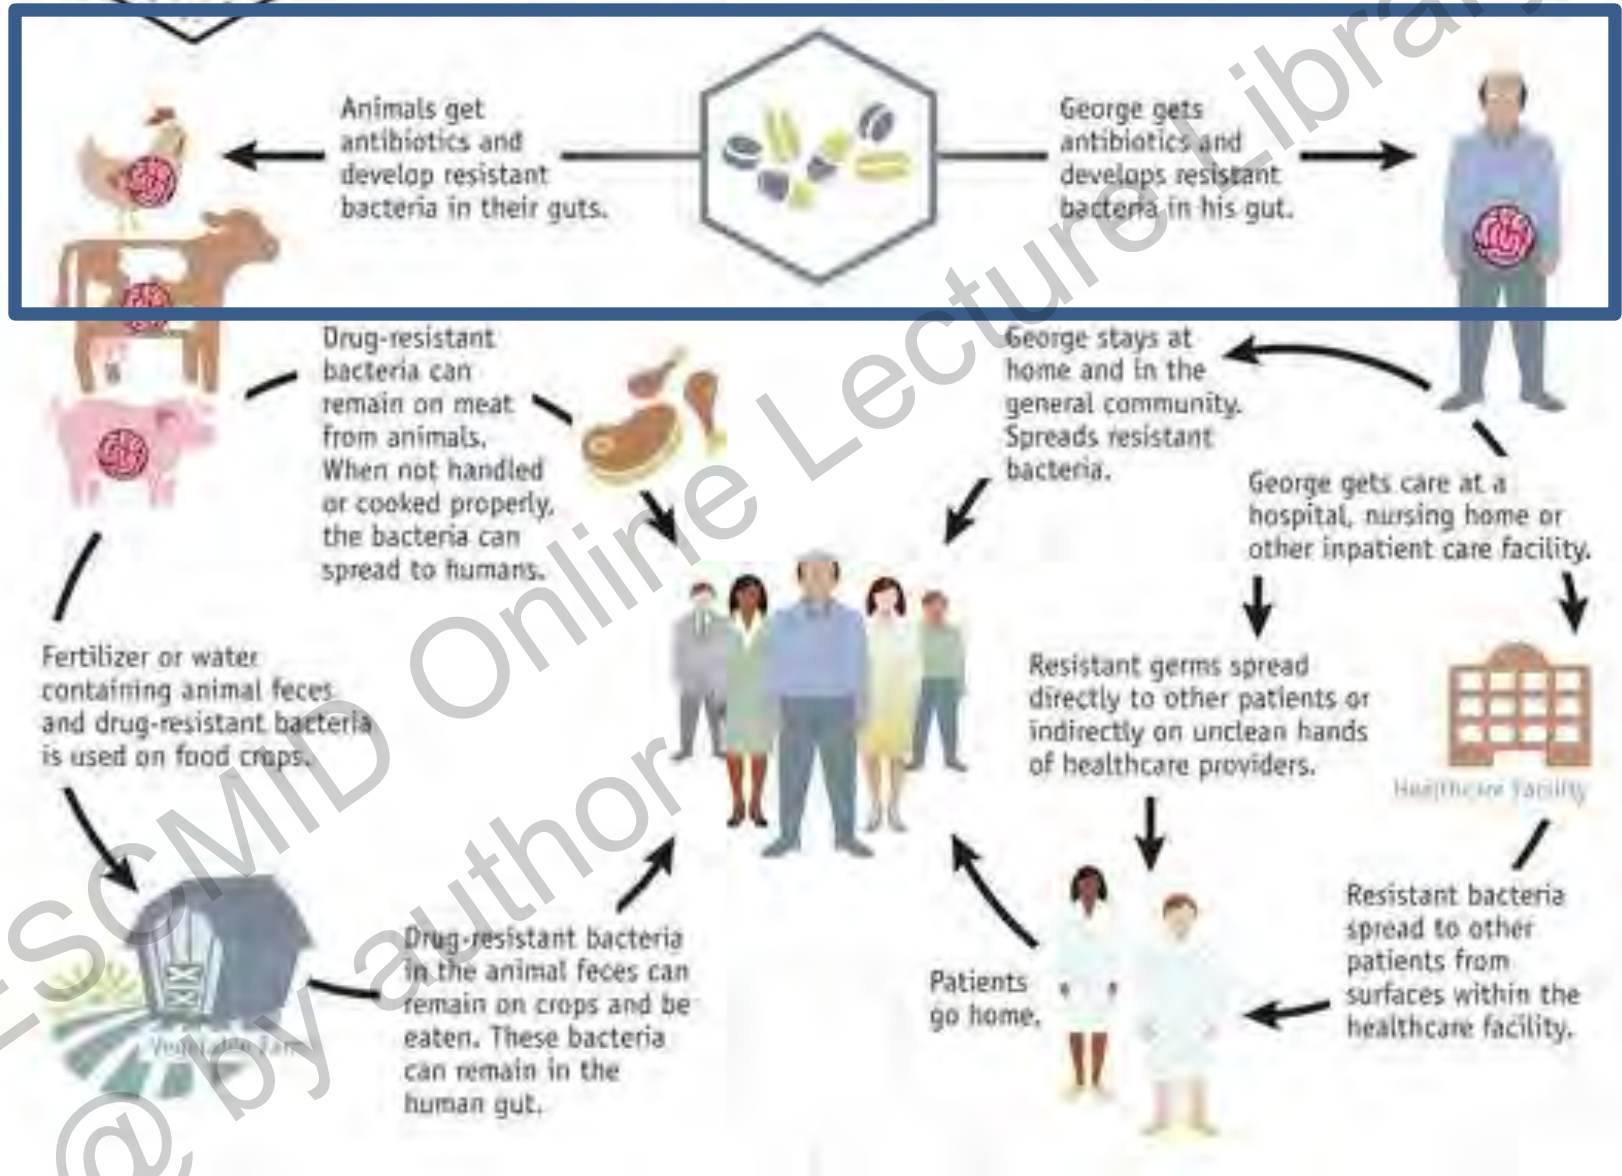 Animals get
antibiotics and
develop resistant
bacteria in their guts.
George gets
antibiotics and
develops resistant
bacteria in his gut.
Drug-resistant
bacteria can
remain on meat
from animals.
When not handled
or cooked properly,
the bacteria can
spread to humans.
George stays at
home and in the
general community.
Spreads resistant
bacteria.
George gets care at a
hospital, nursing home or
other inpatient care facility.
Fertilizer or water
containing animal feces
and drug-resistant bacteria
is used on food crops.
Resistant germs spread
directly to other patients or
indirectly on unclean hands
of healthcare providers.
Healthcare Facility
Vegetable Farm
Drug-resistant bacteria
in the animal feces can
remain on crops and be
eaten. These bacteria
can remain in the
human gut.
Patients
go home.
Resistant bacteria
spread to other
patients from
surfaces within the
healthcare facility.
ESCMID Online Lecture Library
@ by author